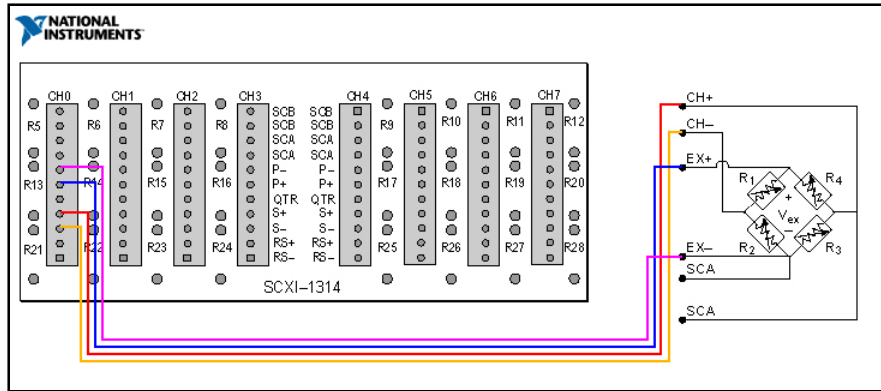 NATIONAL
INSTRUMENTS
CH0 CH1 CH2 CH3 CH4 CH5 CH6 CH7
R5 R6 R7 R8 R9 R10 R11 R12
SCB SCB
SCB SCB
SCA SCA
SCA SCA
P- P-
P+ P+
QTR QTR
S+ S+
S- S-
RS+ RS+
RS- RS-
R13 R14 R15 R16 R17 R18 R19 R20
R21 R22 R23 R24 R25 R26 R27 R28
SCXI-1314
CH+
CH-
EX+
R1 R4
+
Vex
-
R2 R3
EX-
SCA
SCA